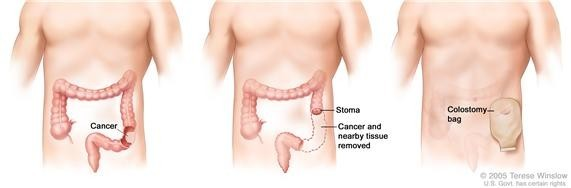 Cancer
Stoma
Cancer and
nearby tissue
removed
Colostomy
bag
© 2005 Terese Winslow
U.S. Govt. has certain rights